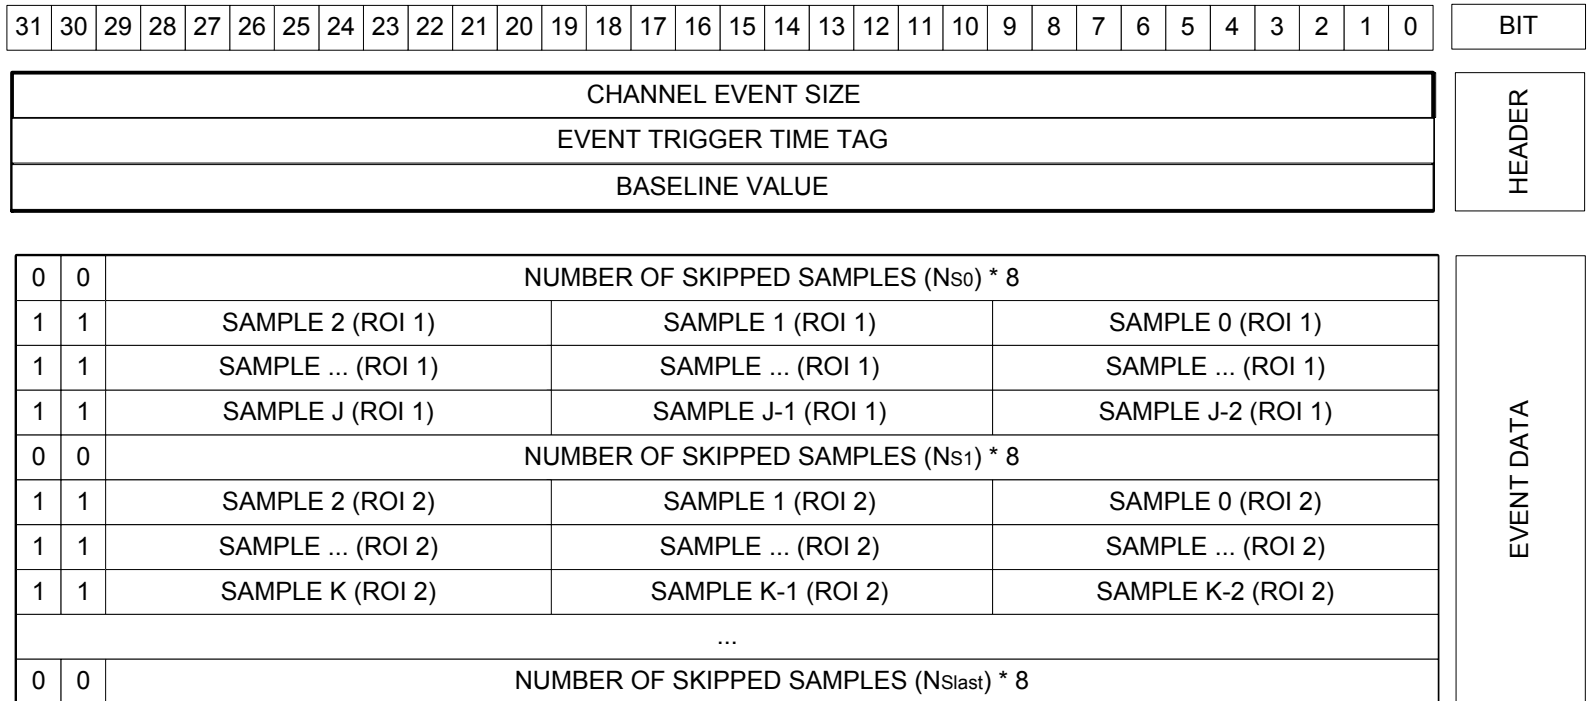 31 30 29 28 27 26 25 24 23 22 21 20 19 18 17 16 15 14 13 12 11 10 9 8 7 6 5 4 3 2 1 0 BIT
CHANNEL EVENT SIZE
EVENT TRIGGER TIME TAG
BASELINE VALUE
HEADER
0 0 NUMBER OF SKIPPED SAMPLES (NS0) * 8
1 1 SAMPLE 2 (ROI 1) SAMPLE 1 (ROI 1) SAMPLE 0 (ROI 1)
1 1 SAMPLE ... (ROI 1) SAMPLE ... (ROI 1) SAMPLE ... (ROI 1)
1 1 SAMPLE J (ROI 1) SAMPLE J-1 (ROI 1) SAMPLE J-2 (ROI 1)
0 0 NUMBER OF SKIPPED SAMPLES (NS1) * 8
1 1 SAMPLE 2 (ROI 2) SAMPLE 1 (ROI 2) SAMPLE 0 (ROI 2)
1 1 SAMPLE ... (ROI 2) SAMPLE ... (ROI 2) SAMPLE ... (ROI 2)
1 1 SAMPLE K (ROI 2) SAMPLE K-1 (ROI 2) SAMPLE K-2 (ROI 2)
...
0 0 NUMBER OF SKIPPED SAMPLES (NSlast) * 8
EVENT DATA